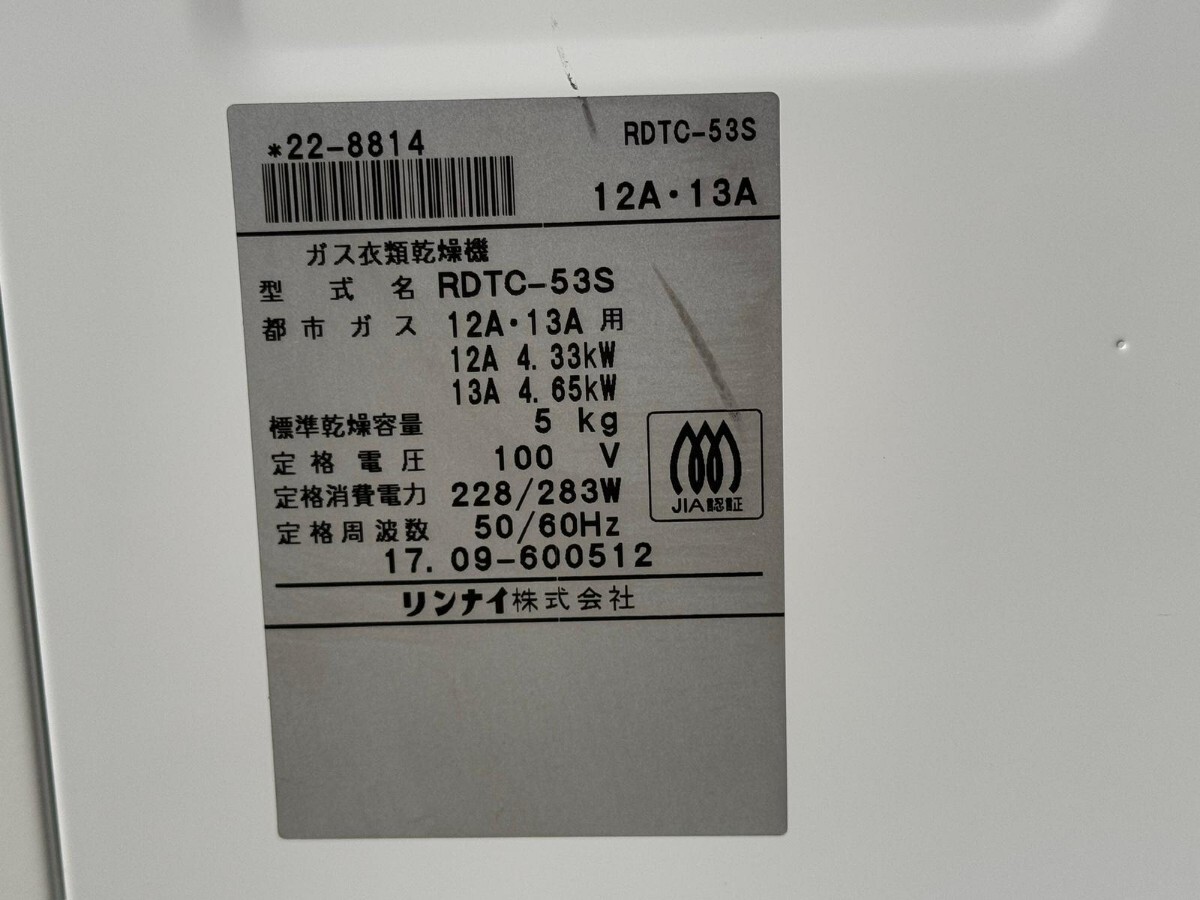 *22-8814
RDTC-53S
12A・13A
ガス衣類乾燥機
型式名 RDTC-53S
都市ガス 12A・13A 用
12A 4.33kW
13A 4.65kW
標準乾燥容量 5 kg
定格電圧 100 V
定格消費電力 228/283W
定格周波数 50/60Hz
JIA認証
17.09-600512
リンナイ株式会社